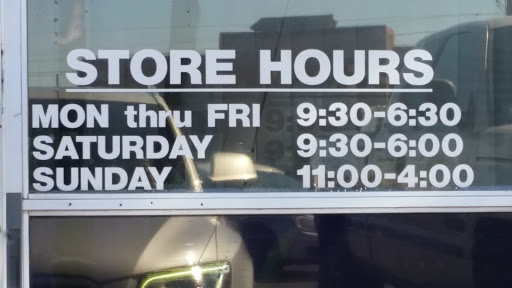 STORE HOURS
MON thru FRI 9:30-6:30
SATURDAY 9:30-6:00
SUNDAY 11:00-4:00